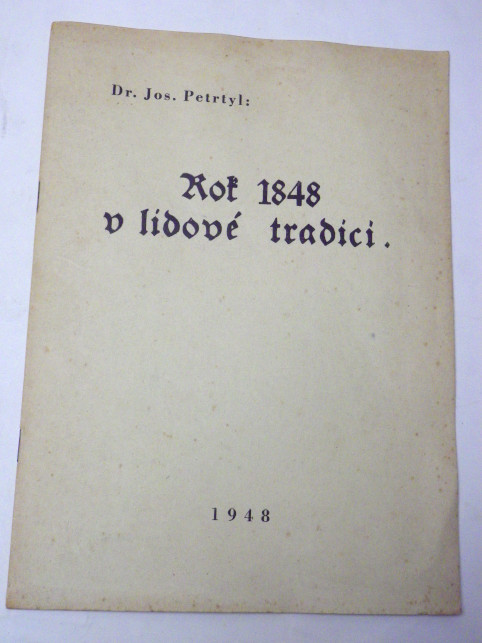 Dr. Jos. Petrtyl:
Rok 1848
v lidové tradici.
1948